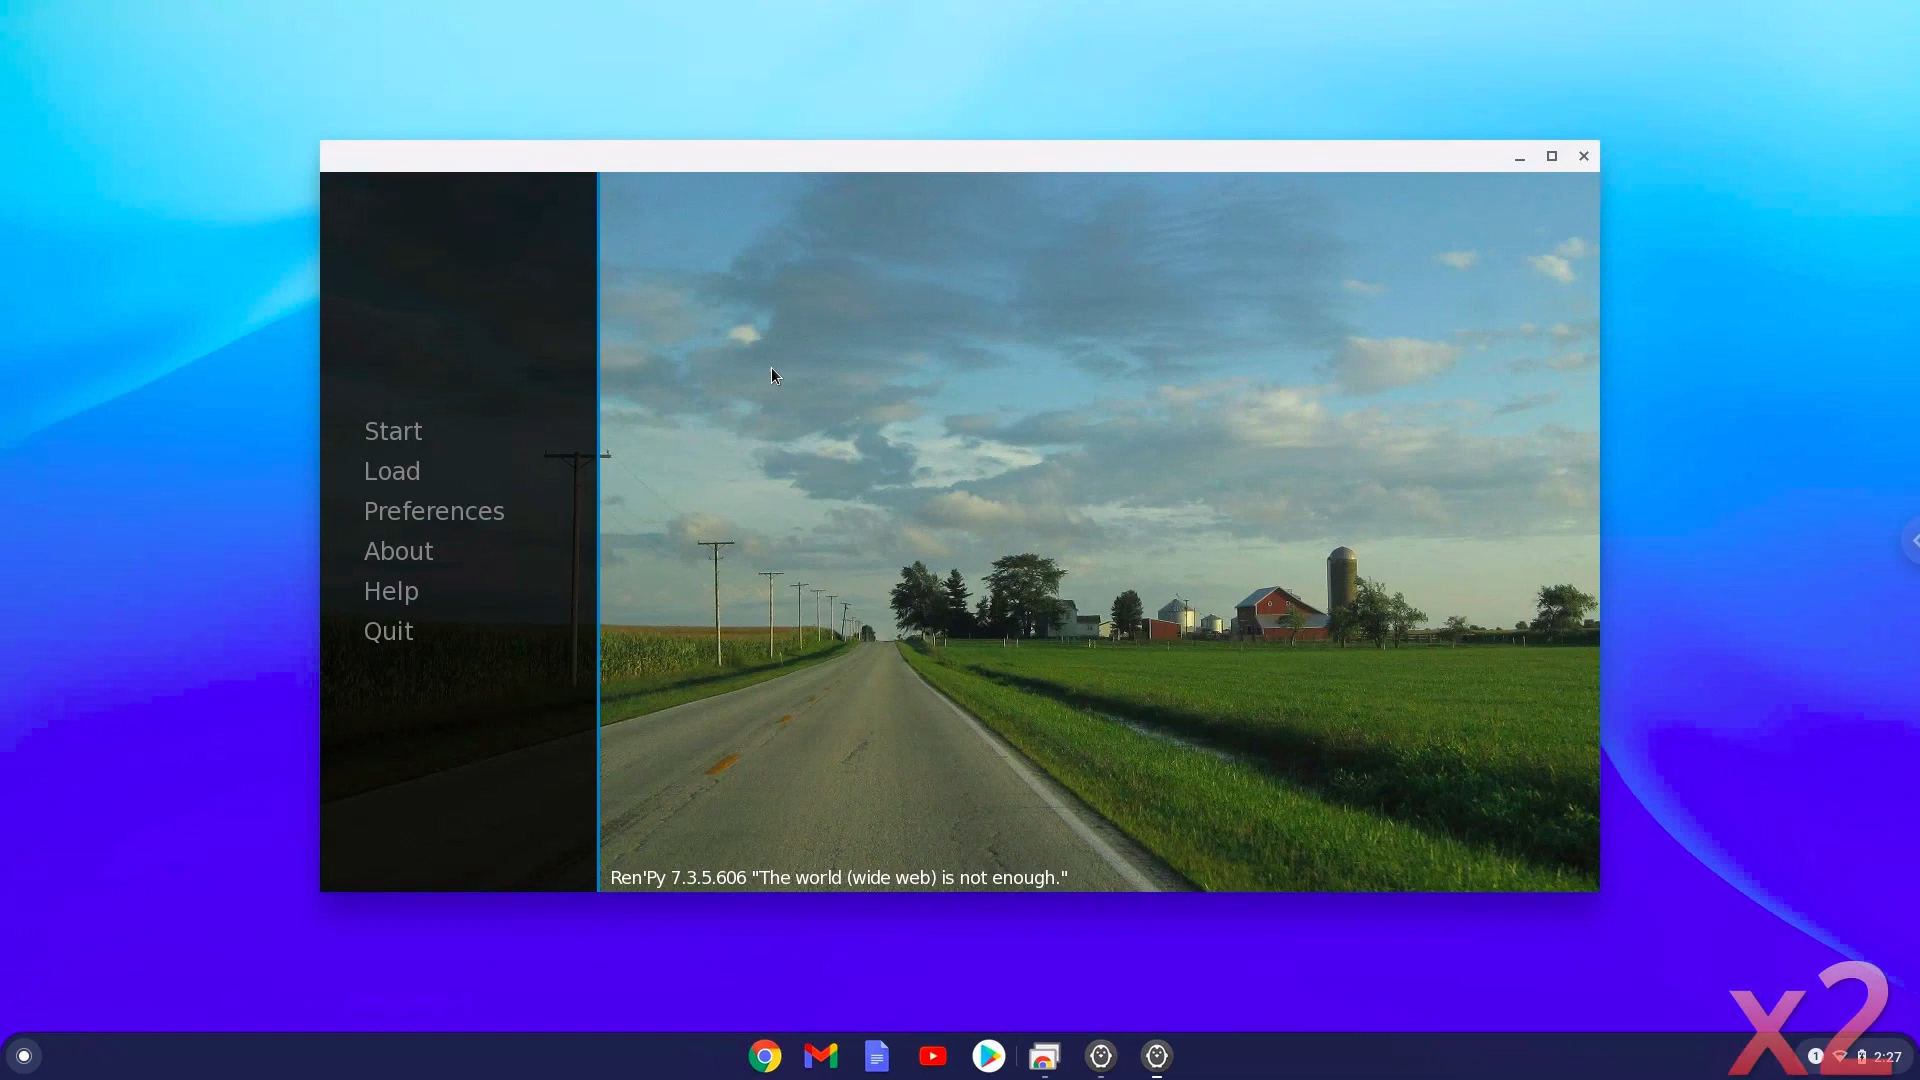 Start
Load
Preferences
About
Help
Quit
Ren'Py 7.3.5.606 "The world (wide web) is not enough."
x2
1
2:27